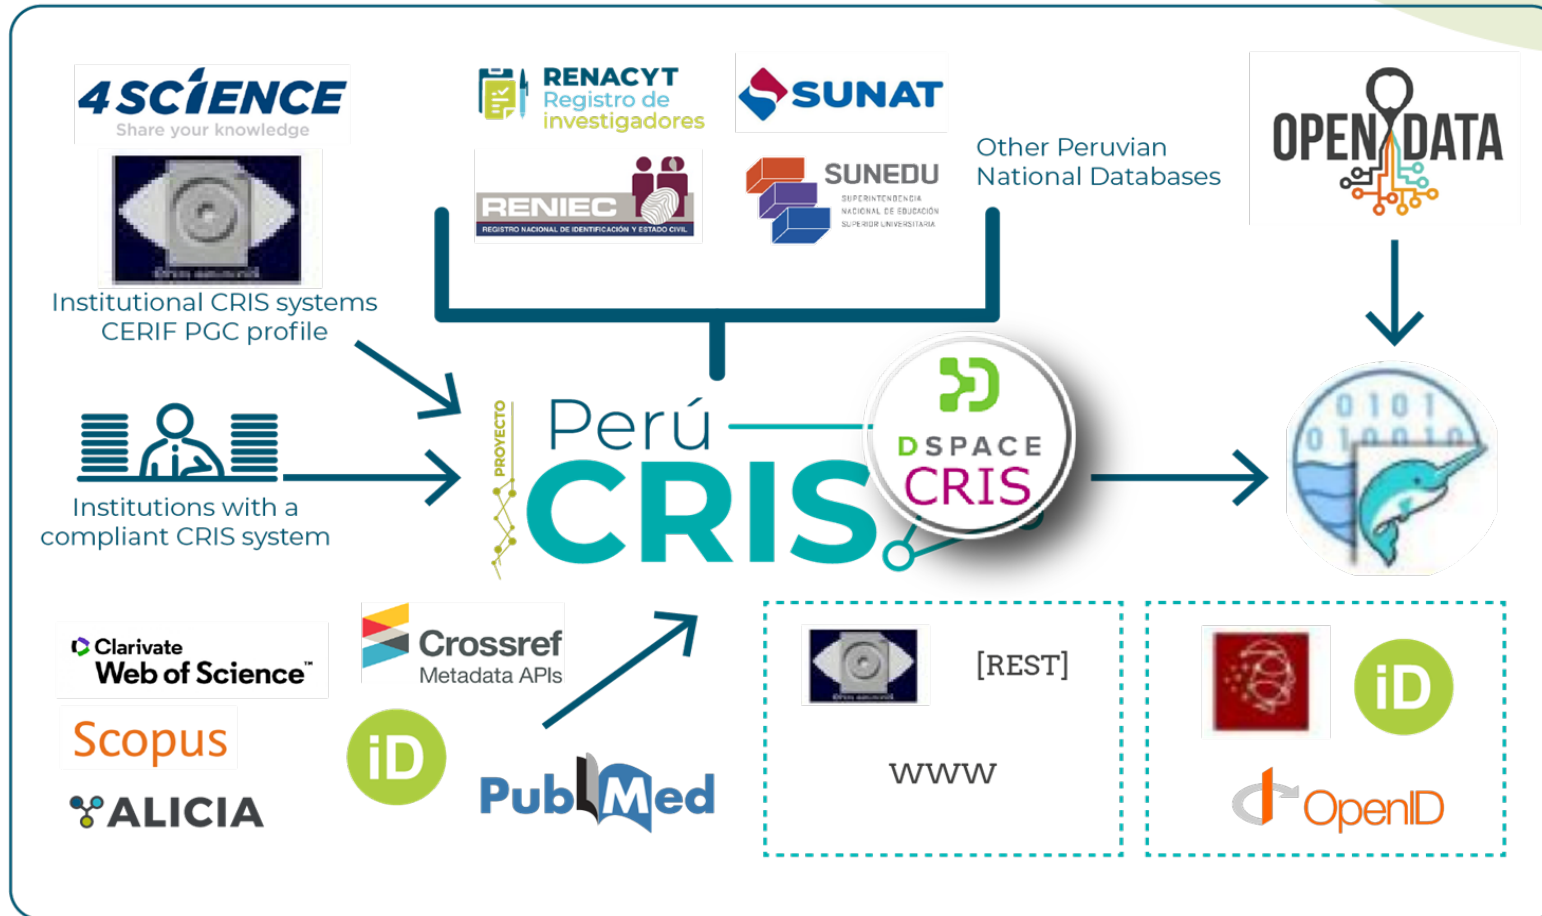 4SCIENCE
Share your knowledge
Institutional CRIS systems
CERIF PGC profile
RENACYT
Registro de
investigadores
SUNAT
RENIEC
REGISTRO NACIONAL DE IDENTIFICACIÓN Y ESTADO CIVIL
SUNEDU
SUPERINTENDENCIA
NACIONAL DE EDUCACIÓN
SUPERIOR UNIVERSITARIA
Other Peruvian
National Databases
OPEN DATA
Institutions with a
compliant CRIS system
PROYECTO
Perú
CRIS
DSPACE
CRIS
0101
010010
Clarivate
Web of Science™
Crossref
Metadata APIs
Scopus
iD
ALICIA
PubMed
[REST]
www
iD
OpenID